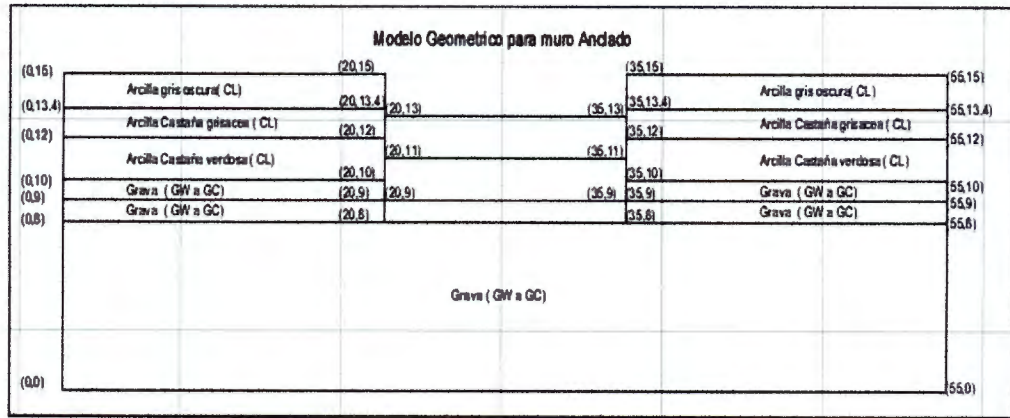 Modelo Geometrico para muro Anclado
(0,15) (20,15) (35,15) (55,15)
Arcilla gris oscura( CL) Arcilla gris oscura( CL)
(0,13.4) (20,13.4) (20,13) (35,13) (35,13.4) (55,13.4)
Arcilla Castaña grisacea ( CL) Arcilla Castaña grisacea ( CL)
(0,12) (20,12) (35,12) (55,12)
(20,11) (35,11)
Arcilla Castaña verdosa( CL) Arcilla Castaña verdosa( CL)
(0,10) (20,10) (35,10) (55,10)
Grava ( GW a GC) Grava ( GW a GC)
(0,9) (20,9) (20,9) (35,9) (35,9) (55,9)
Grava ( GW a GC) Grava ( GW a GC)
(0,8) (20,8) (35,8) (55,8)
Grava ( GW a GC)
(0,0) (55,0)